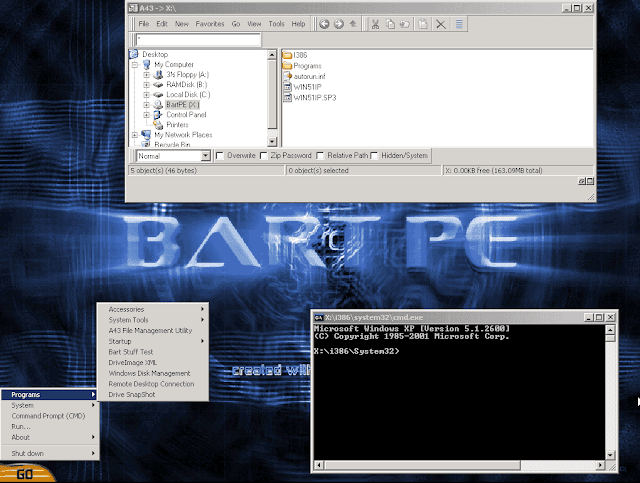 A43 -> X:\
File Edit New Favorites Go View Tools Help
*
Desktop
My Computer
3½ Floppy (A:)
RAMDisk (B:)
Local Disk (C:)
BartPE (X:)
Control Panel
Printers
My Network Places
Recycle Bin
I386
Programs
autorun.inf
WIN51IP
WIN51IP.SP3
Normal Overwrite Zip Password Relative Path Hidden/System
5 object(s) (46 bytes) 0 object(s) selected X: 0.00KB free (163.09MB total)
BART PE
created with
Accessories
System Tools
A43 File Management Utility
Startup
Bart Stuff Test
DriveImage XML
Windows Disk Management
Remote Desktop Connection
Drive SnapShot
Programs
System
Command Prompt (CMD)
Run...
About
Shut down
GO
X:\i386\system32\cmd.exe
Microsoft Windows XP [Version 5.1.2600]
(C) Copyright 1985-2001 Microsoft Corp.
X:\i386\System32>